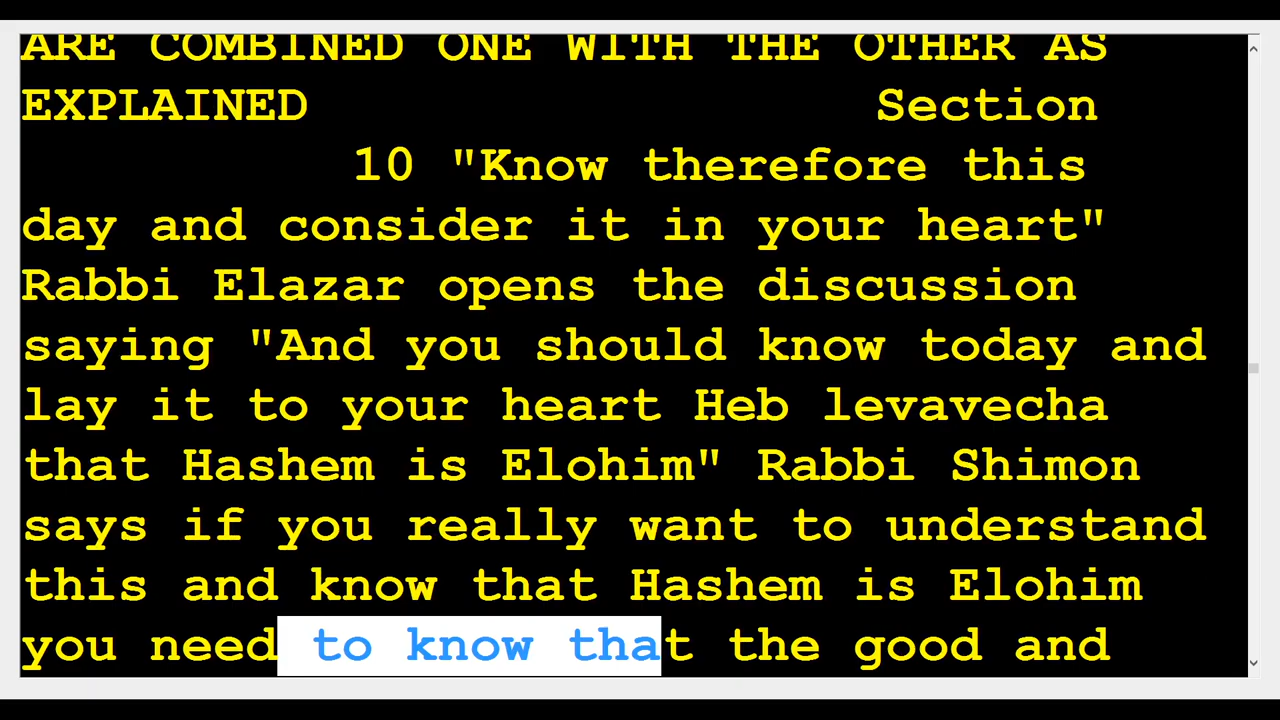 ARE COMBINED ONE WITH THE OTHER AS
EXPLAINED Section
10 "Know therefore this
day and consider it in your heart"
Rabbi Elazar opens the discussion
saying "And you should know today and
lay it to your heart Heb levavecha
that Hashem is Elohim" Rabbi Shimon
says if you really want to understand
this and know that Hashem is Elohim
you need to know that the good and